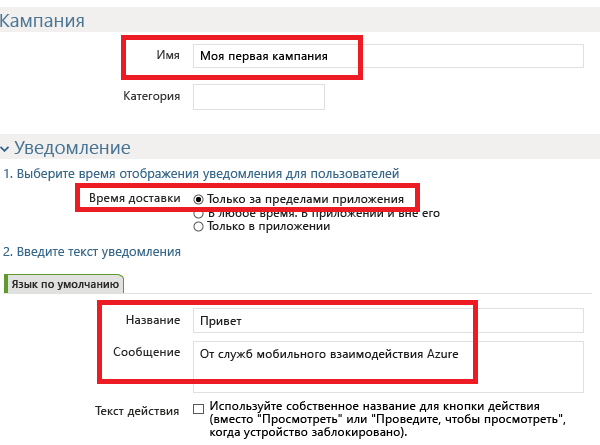 Кампания
Имя Моя первая кампания
Категория
Уведомление
1. Выберите время отображения уведомления для пользователей
Время доставки Только за пределами приложения
В любое время. В приложении и вне его
Только в приложении
2. Введите текст уведомления
Язык по умолчанию
Название Привет
Сообщение От служб мобильного взаимодействия Azure
Текст действия Используйте собственное название для кнопки действия
(вместо "Просмотреть" или "Проведите, чтобы просмотреть",
когда устройство заблокировано).